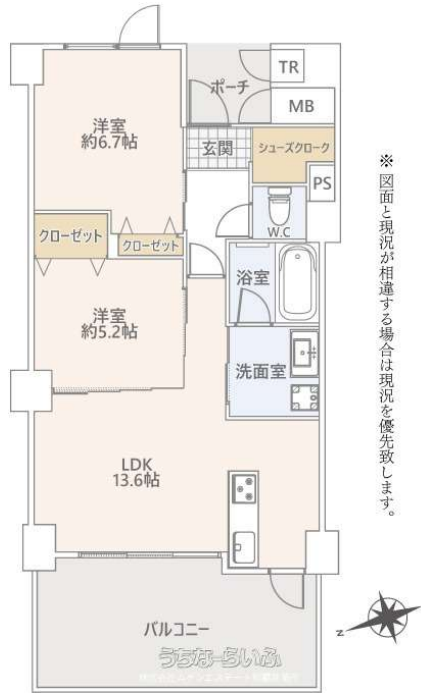 TR
ポーチ
MB
洋室
約6.7帖
玄関
シューズクローク
PS
W.C
クローゼット
クローゼット
浴室
洋室
約5.2帖
洗面室
LDK
13.6帖
バルコニー
うちなーらいふ
※図面と現況が相違する場合は現況を優先致します。
N